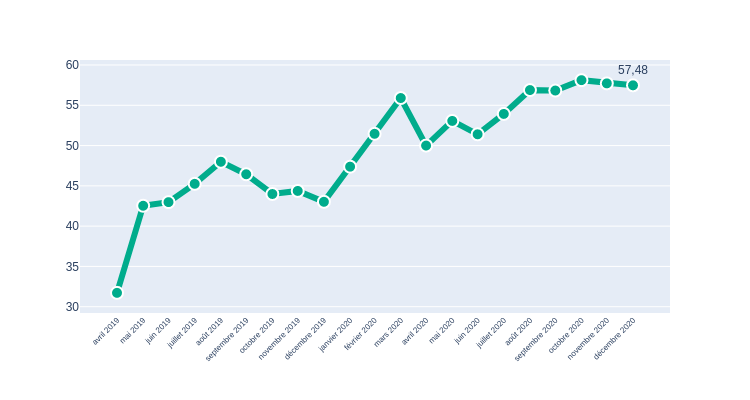 60
55
50
45
40
35
30
57,48
avril 2019
mai 2019
juin 2019
juillet 2019
août 2019
septembre 2019
octobre 2019
novembre 2019
décembre 2019
janvier 2020
février 2020
mars 2020
avril 2020
mai 2020
juin 2020
juillet 2020
août 2020
septembre 2020
octobre 2020
novembre 2020
décembre 2020